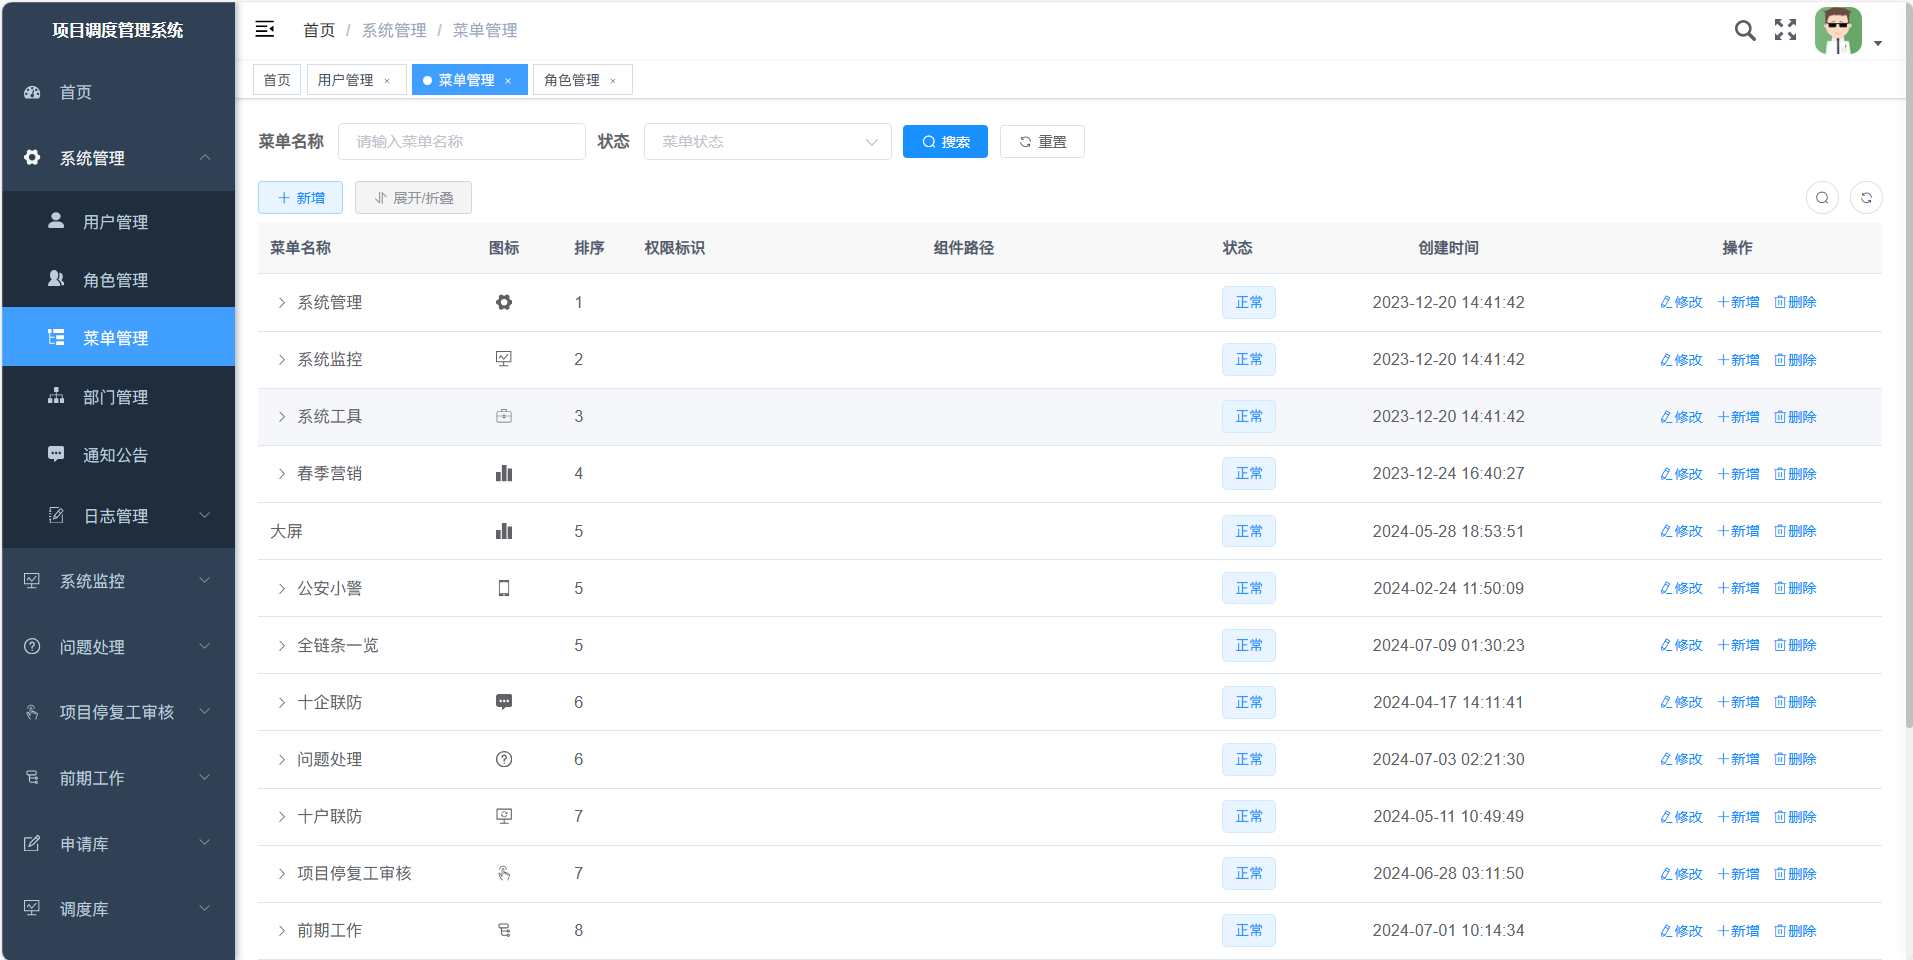 项目调度管理系统
首页
系统管理
用户管理
角色管理
菜单管理
部门管理
通知公告
日志管理
系统监控
问题处理
项目停复工审核
前期工作
申请库
调度库
首页 / 系统管理 / 菜单管理
首页 用户管理 × 菜单管理 × 角色管理 ×
菜单名称 请输入菜单名称 状态 菜单状态 搜索 重置
新增 展开/折叠
菜单名称 图标 排序 权限标识 组件路径 状态 创建时间 操作
系统管理 1 正常 2023-12-20 14:41:42 修改 新增 删除
系统监控 2 正常 2023-12-20 14:41:42 修改 新增 删除
系统工具 3 正常 2023-12-20 14:41:42 修改 新增 删除
春季营销 4 正常 2023-12-24 16:40:27 修改 新增 删除
大屏 5 正常 2024-05-28 18:53:51 修改 新增 删除
公安小警 5 正常 2024-02-24 11:50:09 修改 新增 删除
全链条一览 5 正常 2024-07-09 01:30:23 修改 新增 删除
十企联防 6 正常 2024-04-17 14:11:41 修改 新增 删除
问题处理 6 正常 2024-07-03 02:21:30 修改 新增 删除
十户联防 7 正常 2024-05-11 10:49:49 修改 新增 删除
项目停复工审核 7 正常 2024-06-28 03:11:50 修改 新增 删除
前期工作 8 正常 2024-07-01 10:14:34 修改 新增 删除